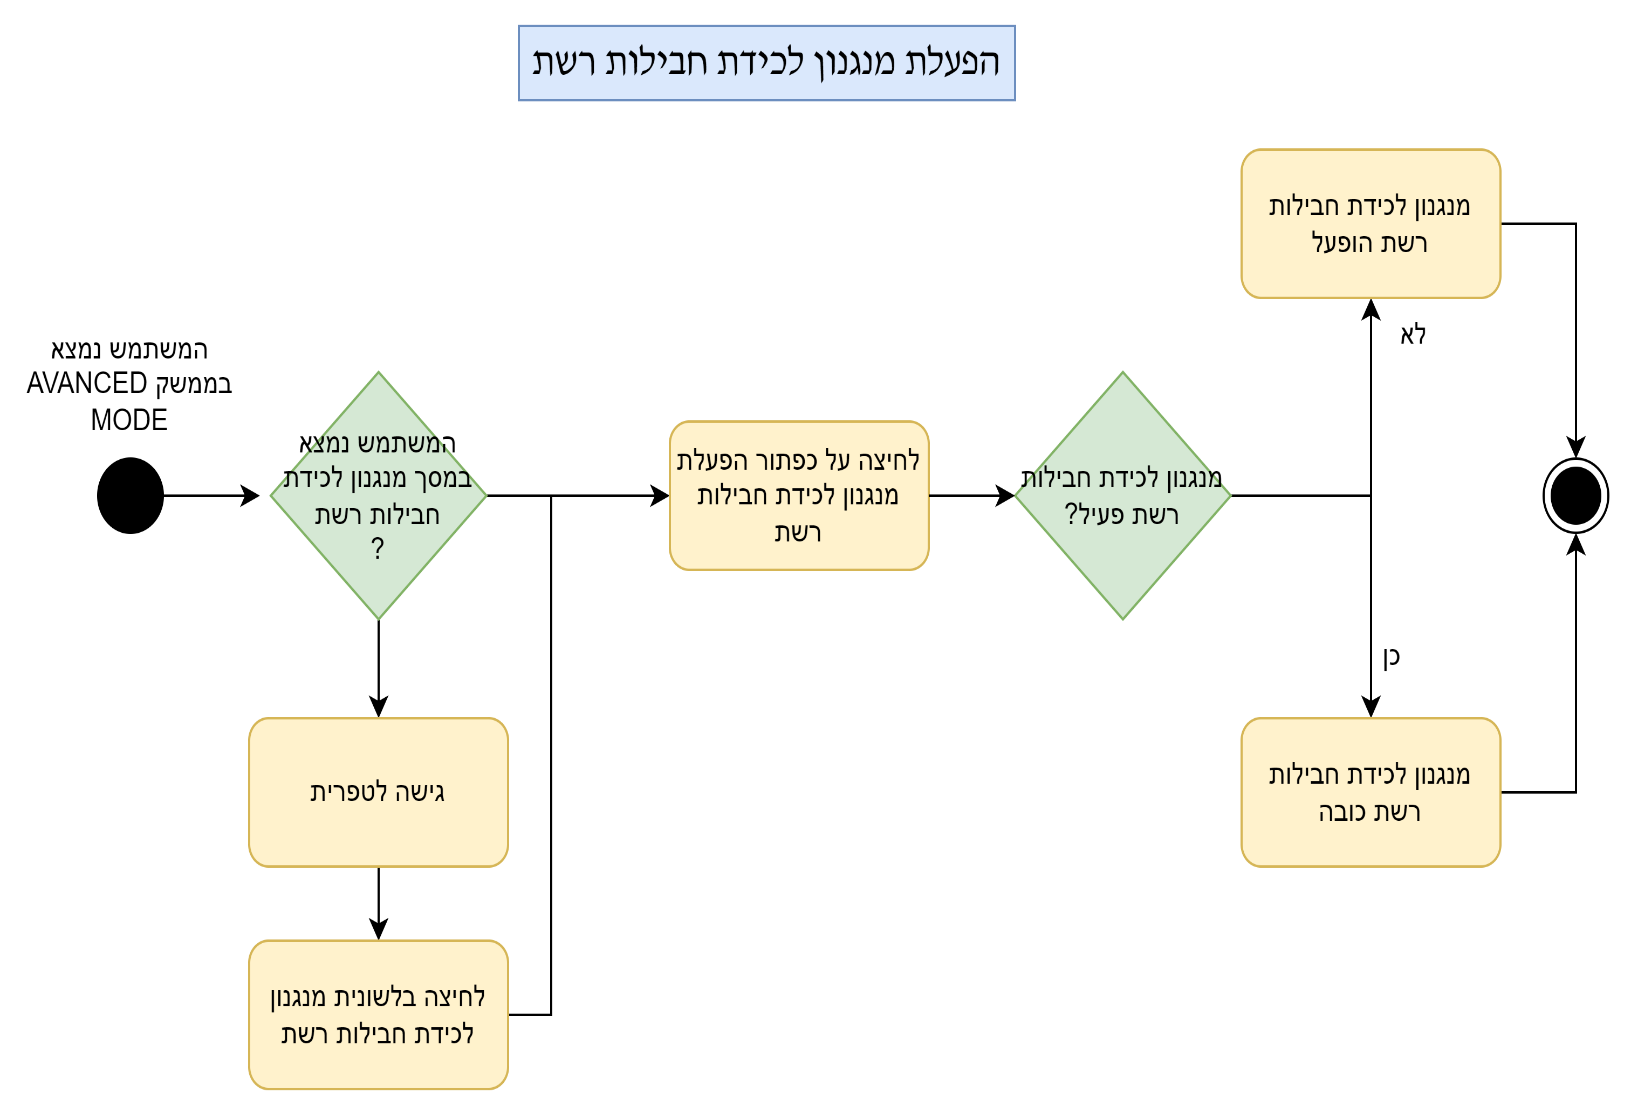 הפעלת מנגנון לכידת חבילות רשת
המשתמש נמצא
בממשק AVANCED
MODE
המשתמש נמצא
במסך מנגנון לכידת
חבילות רשת
?
גישה לטפרית
לחיצה בלשונית מנגנון
לכידת חבילות רשת
לחיצה על כפתור הפעלת
מנגנון לכידת חבילות
רשת
מנגנון לכידת חבילות
רשת פעיל?
לא
מנגנון לכידת חבילות
רשת הופעל
כן
מנגנון לכידת חבילות
רשת כובה